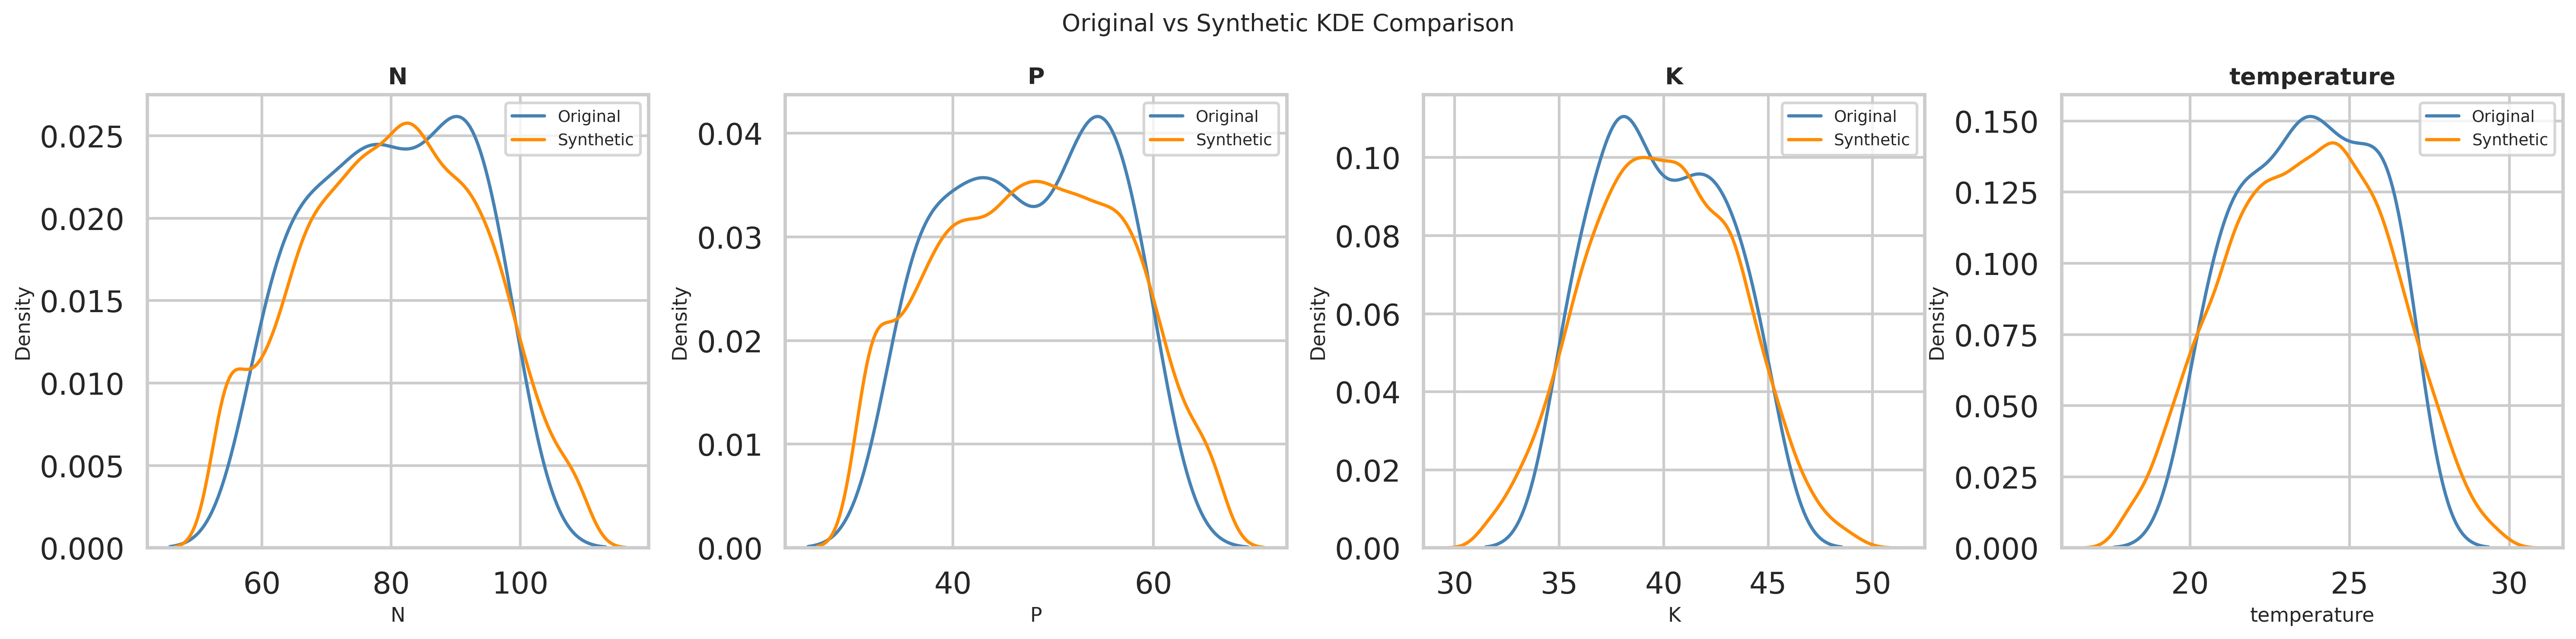 Original vs Synthetic KDE Comparison
N
Original
Synthetic
Density
0.025
0.020
0.015
0.010
0.005
0.000
60 80 100
N
P
Original
Synthetic
Density
0.04
0.03
0.02
0.01
0.00
40 60
P
K
Original
Synthetic
Density
0.10
0.08
0.06
0.04
0.02
0.00
30 35 40 45 50
K
temperature
Original
Synthetic
Density
0.150
0.125
0.100
0.075
0.050
0.025
0.000
20 25 30
temperature